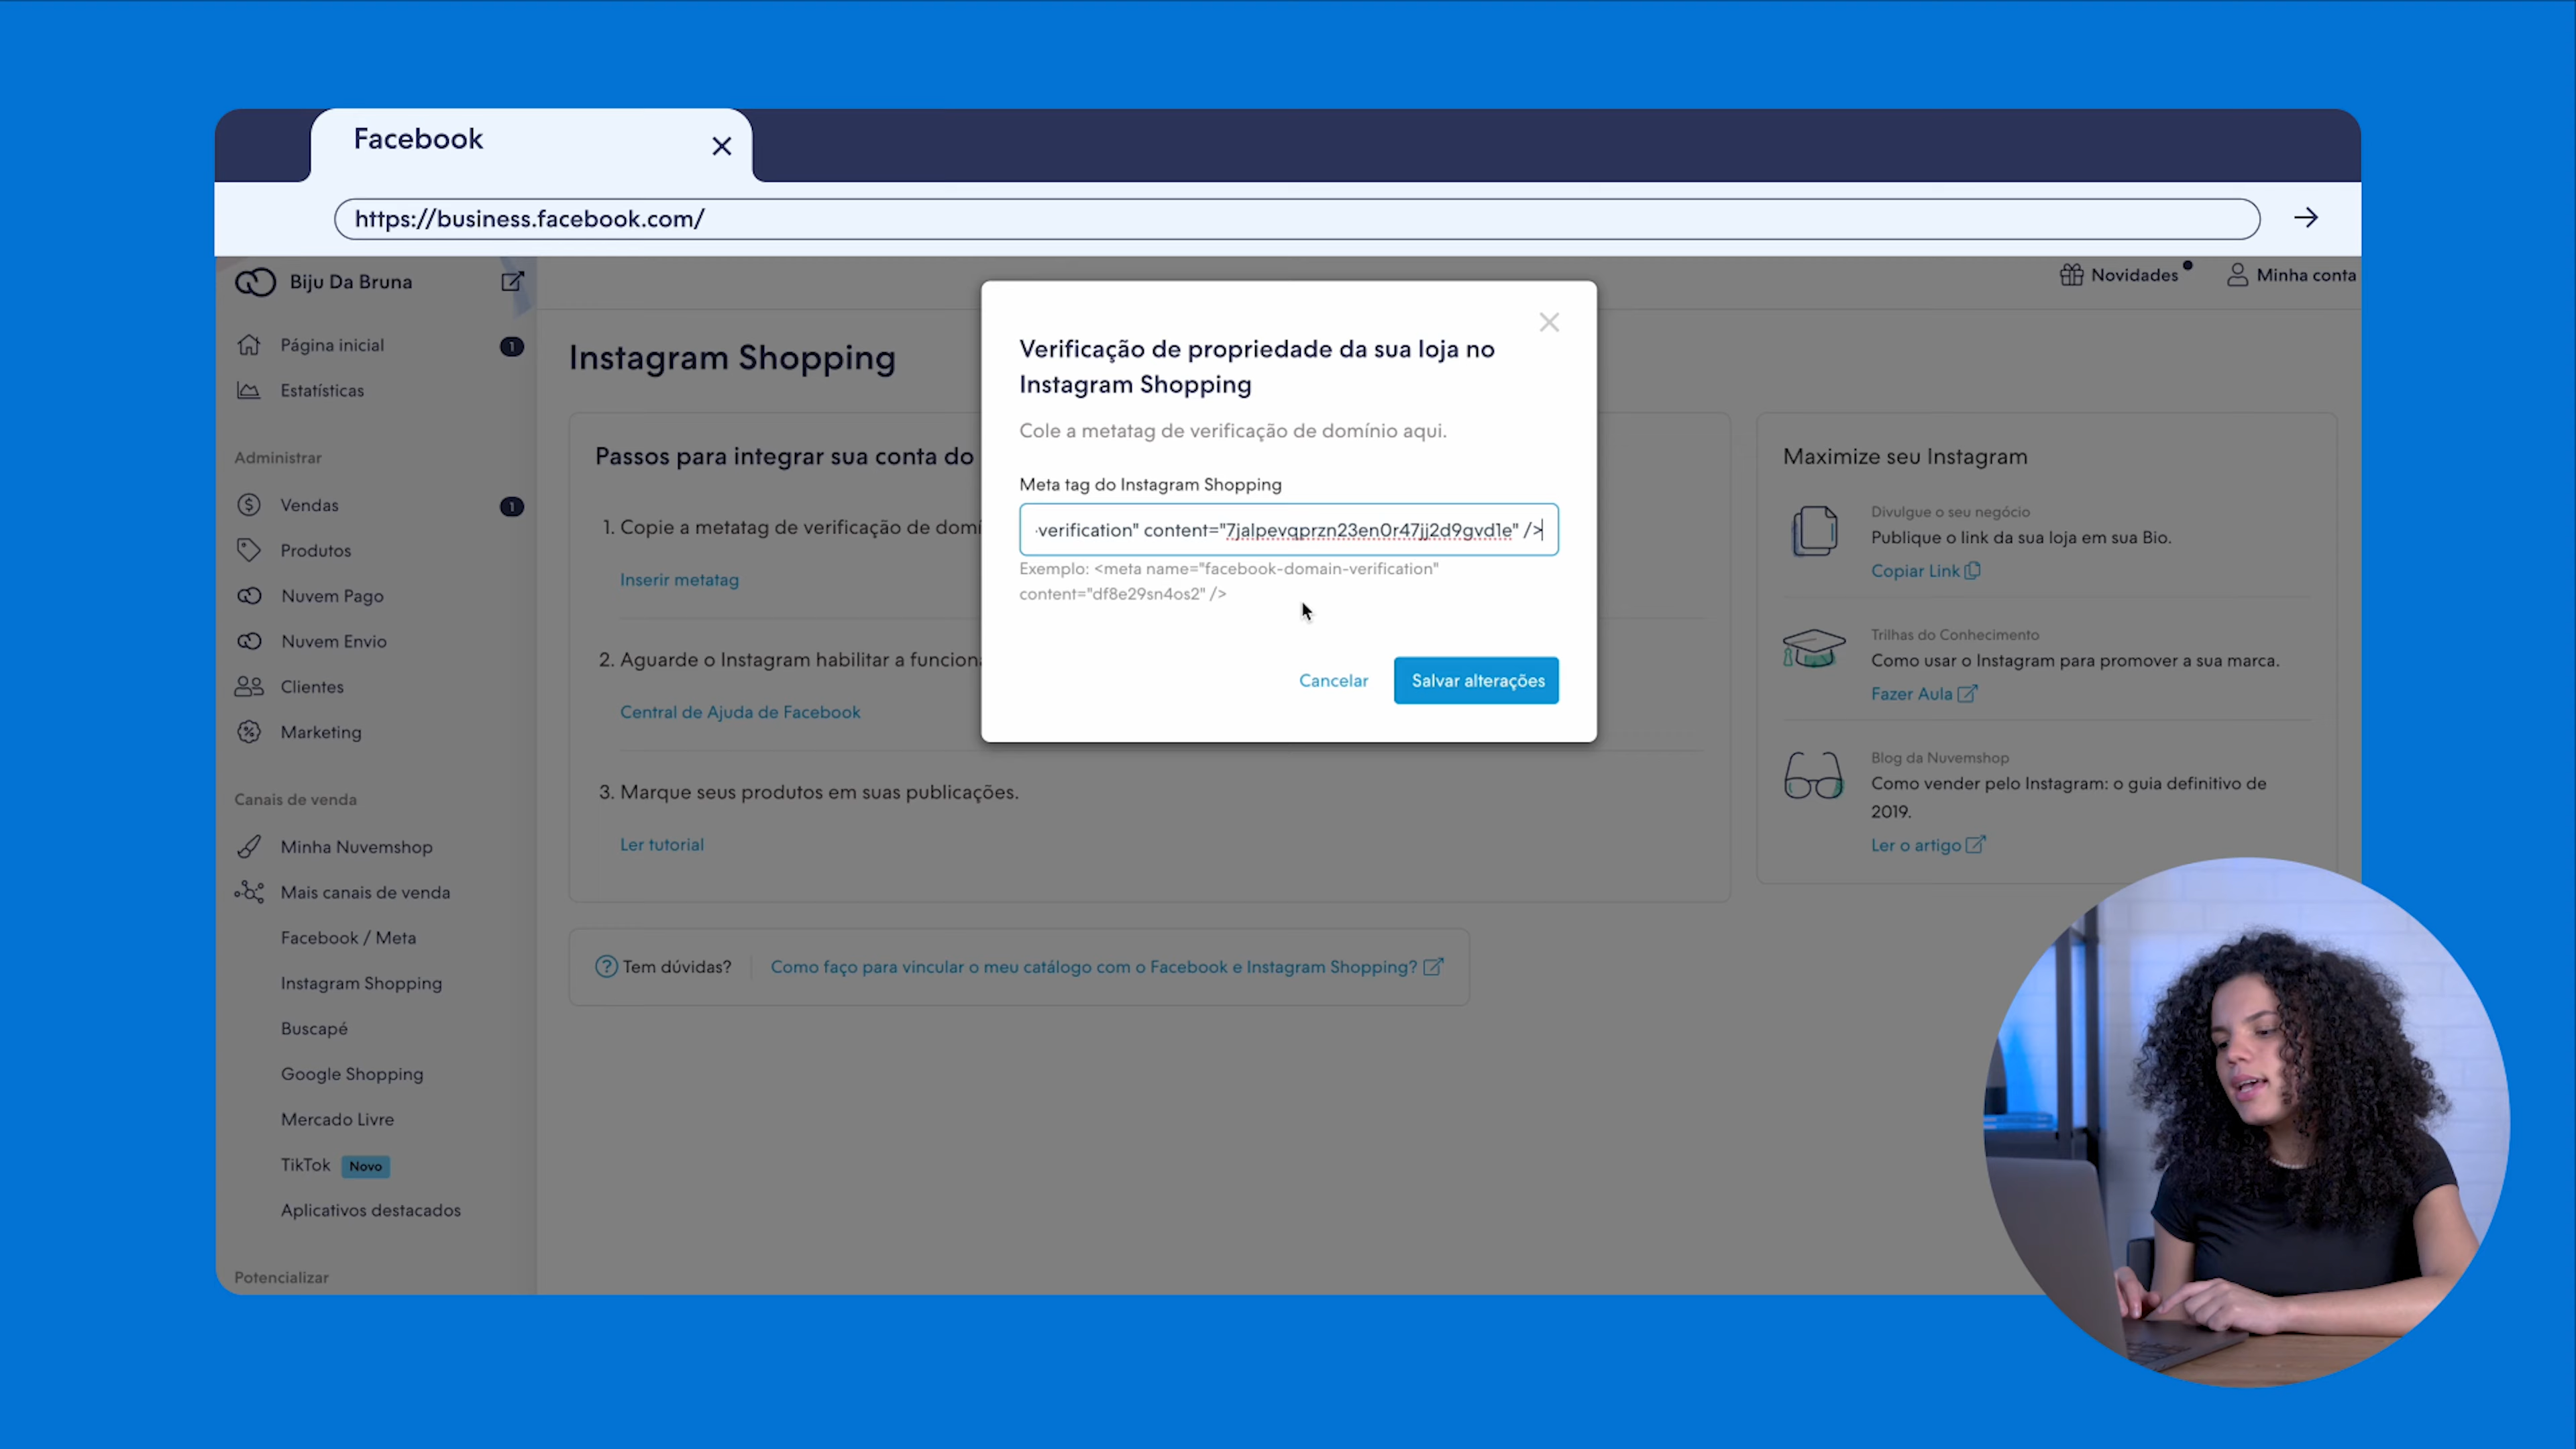 Facebook
https://business.facebook.com/
Biju Da Bruna
Novidades
Minha conta
Página inicial
1
Estatísticas
Administrar
Vendas
1
Produtos
Nuvem Pago
Nuvem Envio
Clientes
Marketing
Canais de venda
Minha Nuvemshop
Mais canais de venda
Facebook / Meta
Instagram Shopping
Buscapé
Google Shopping
Mercado Livre
TikTok Novo
Aplicativos destacados
Potencializar
Instagram Shopping
Passos para integrar sua conta do
1. Copie a metatag de verificação de domí
Inserir metatag
2. Aguarde o Instagram habilitar a funcion
Central de Ajuda de Facebook
3. Marque seus produtos em suas publicações.
Ler tutorial
Tem dúvidas?
Como faço para vincular o meu catálogo com o Facebook e Instagram Shopping?
Verificação de propriedade da sua loja no
Instagram Shopping
Cole a metatag de verificação de domínio aqui.
Meta tag do Instagram Shopping
-verification" content="7jalpevqprzn23en0r47jj2d9gvd1e" />
Exemplo: <meta name="facebook-domain-verification"
content="df8e29sn4os2" />
Cancelar
Salvar alterações
Maximize seu Instagram
Divulgue o seu negócio
Publique o link da sua loja em sua Bio.
Copiar Link
Trilhas do Conhecimento
Como usar o Instagram para promover a sua marca.
Fazer Aula
Blog da Nuvemshop
Como vender pelo Instagram: o guia definitivo de
2019.
Ler o artigo